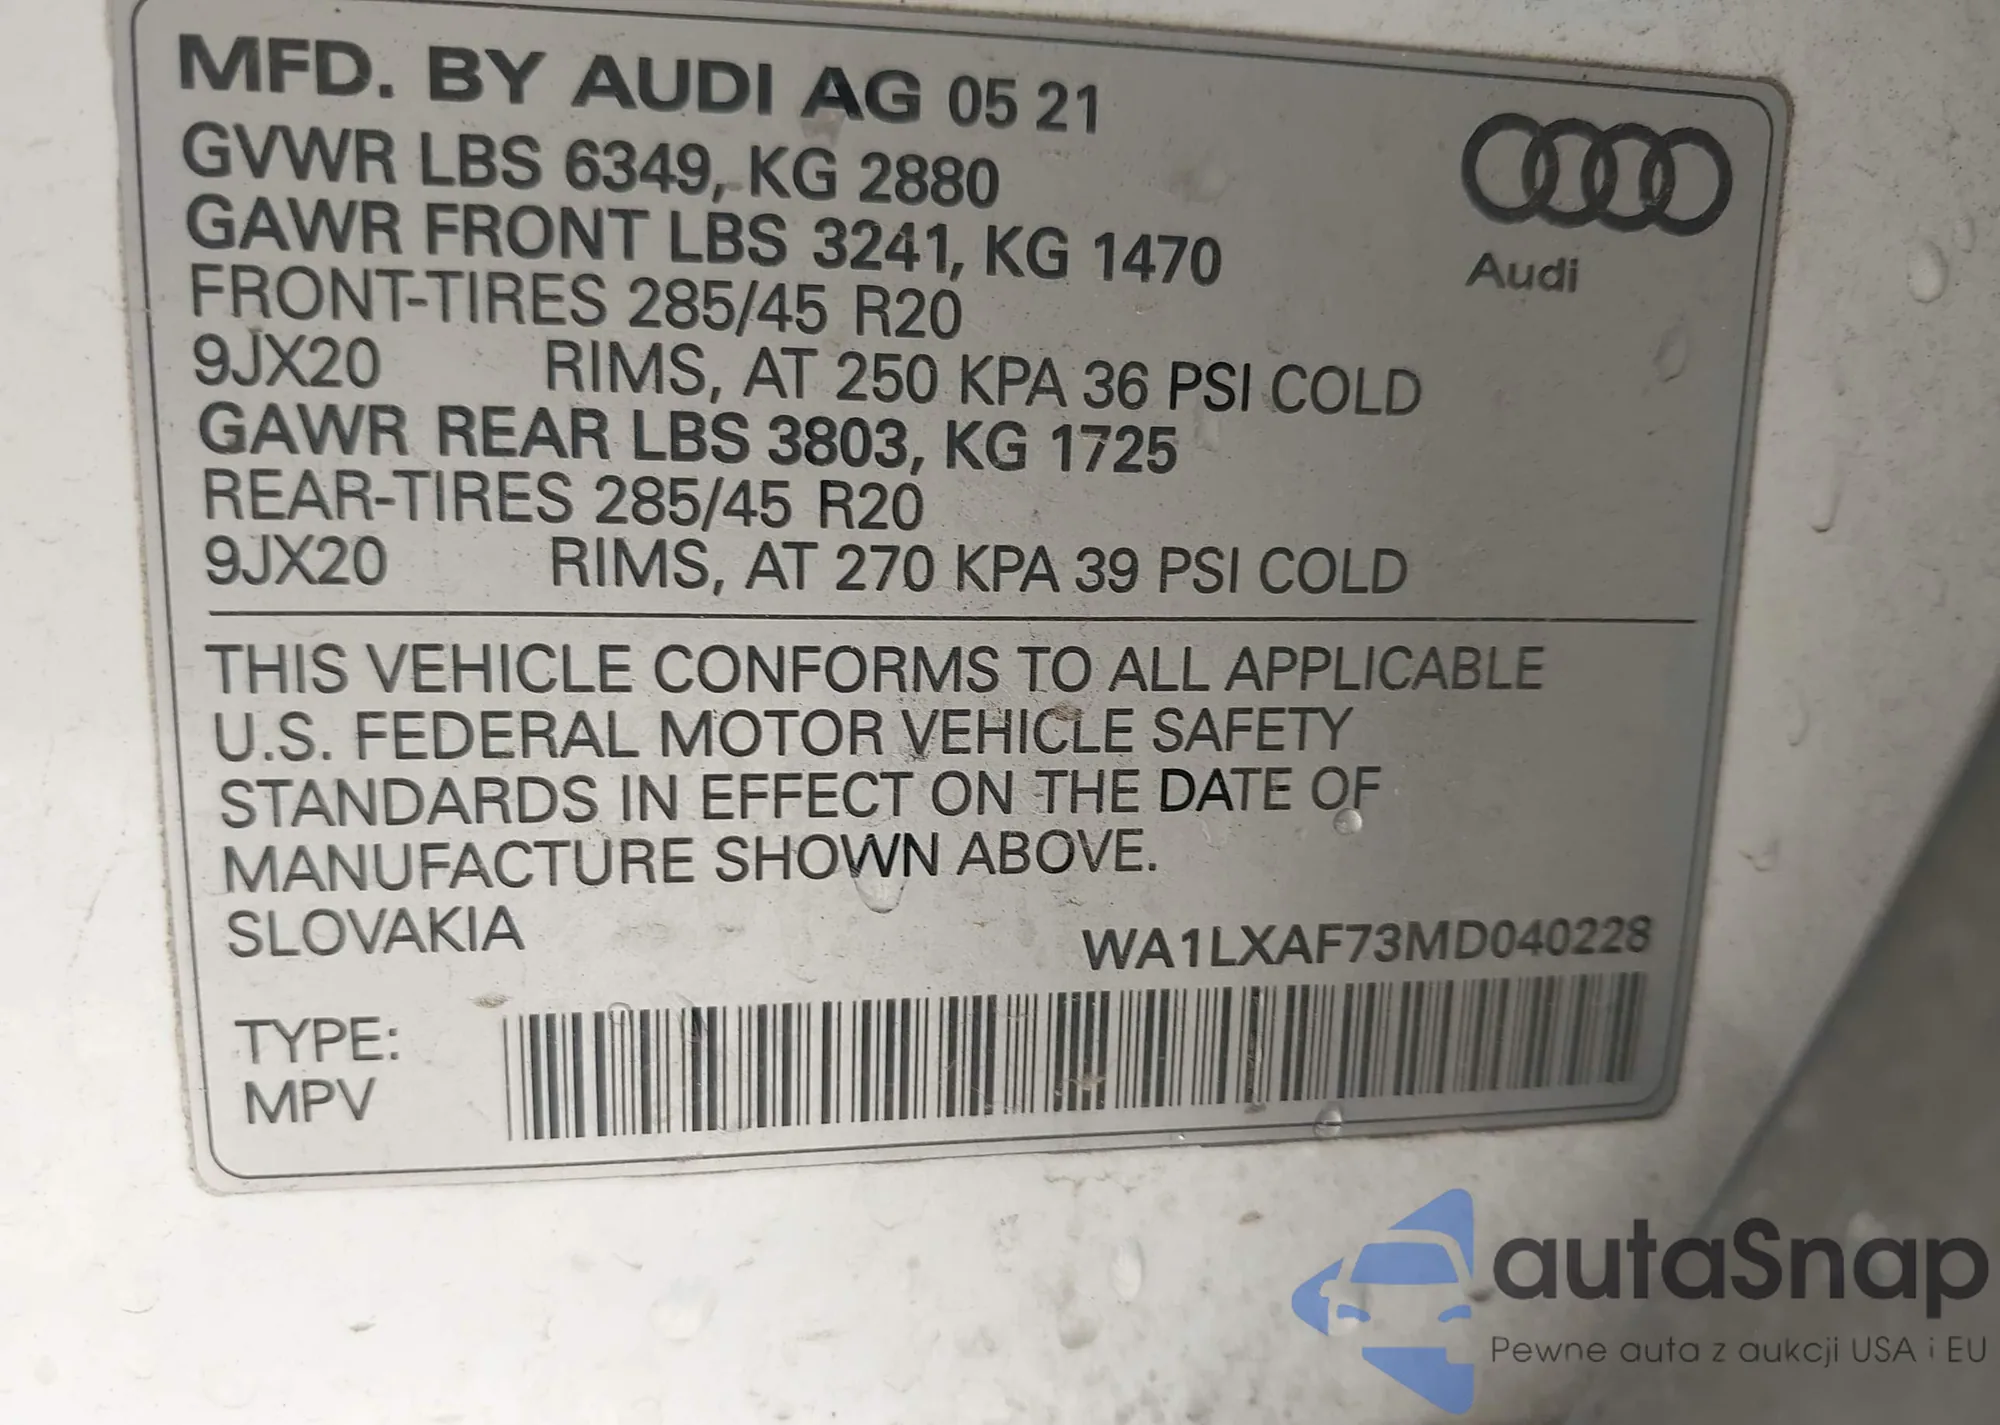 MFD. BY AUDI AG 05 21
GVWR LBS 6349, KG 2880
GAWR FRONT LBS 3241, KG 1470
FRONT-TIRES 285/45 R20
9JX20 RIMS, AT 250 KPA 36 PSI COLD
GAWR REAR LBS 3803, KG 1725
REAR-TIRES 285/45 R20
9JX20 RIMS, AT 270 KPA 39 PSI COLD
Audi
THIS VEHICLE CONFORMS TO ALL APPLICABLE
U.S. FEDERAL MOTOR VEHICLE SAFETY
STANDARDS IN EFFECT ON THE DATE OF
MANUFACTURE SHOWN ABOVE.
SLOVAKIA WA1LXAF73MD040228
TYPE:
MPV
autaSnap
Pewne auta z aukcji USA i EU